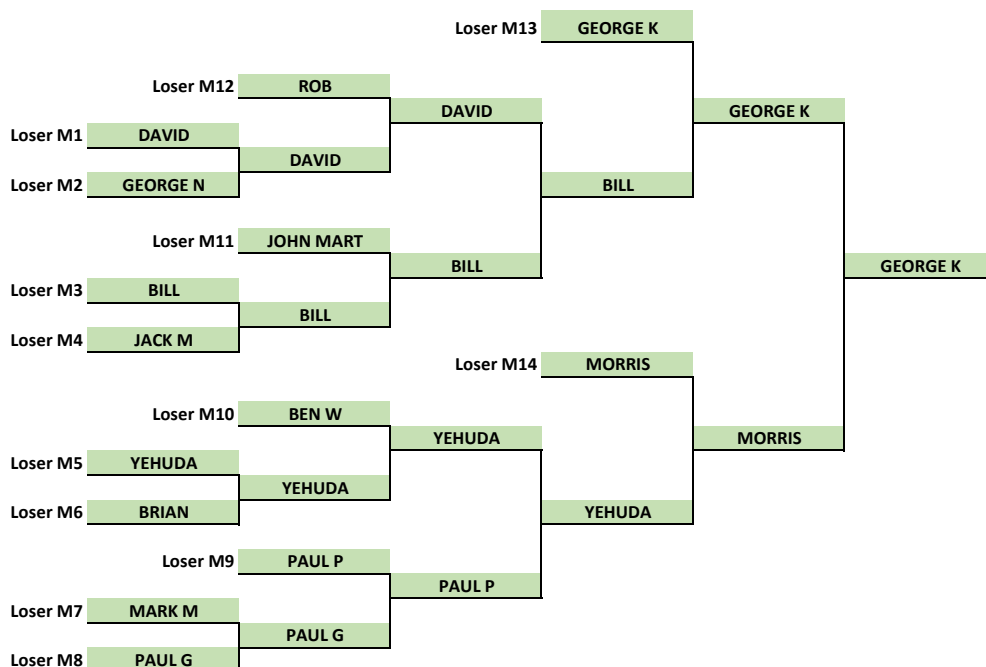 Loser M13 GEORGE K
Loser M12 ROB
DAVID GEORGE K
Loser M1 DAVID
DAVID
Loser M2 GEORGE N BILL
Loser M11 JOHN MART
BILL GEORGE K
Loser M3 BILL
BILL
Loser M4 JACK M
Loser M14 MORRIS
Loser M10 BEN W
YEHUDA MORRIS
Loser M5 YEHUDA
YEHUDA
Loser M6 BRIAN YEHUDA
Loser M9 PAUL P
PAUL P
Loser M7 MARK M
PAUL G
Loser M8 PAUL G